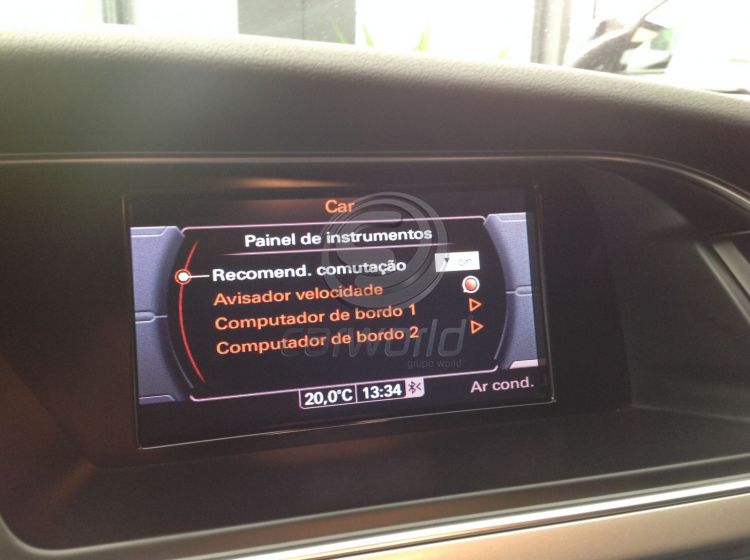 Car
Painel de instrumentos
Recomend. comutação on
Avisador velocidade
Computador de bordo 1
Computador de bordo 2
carworld
grupo world
20,0°C 13:34
Ar cond.